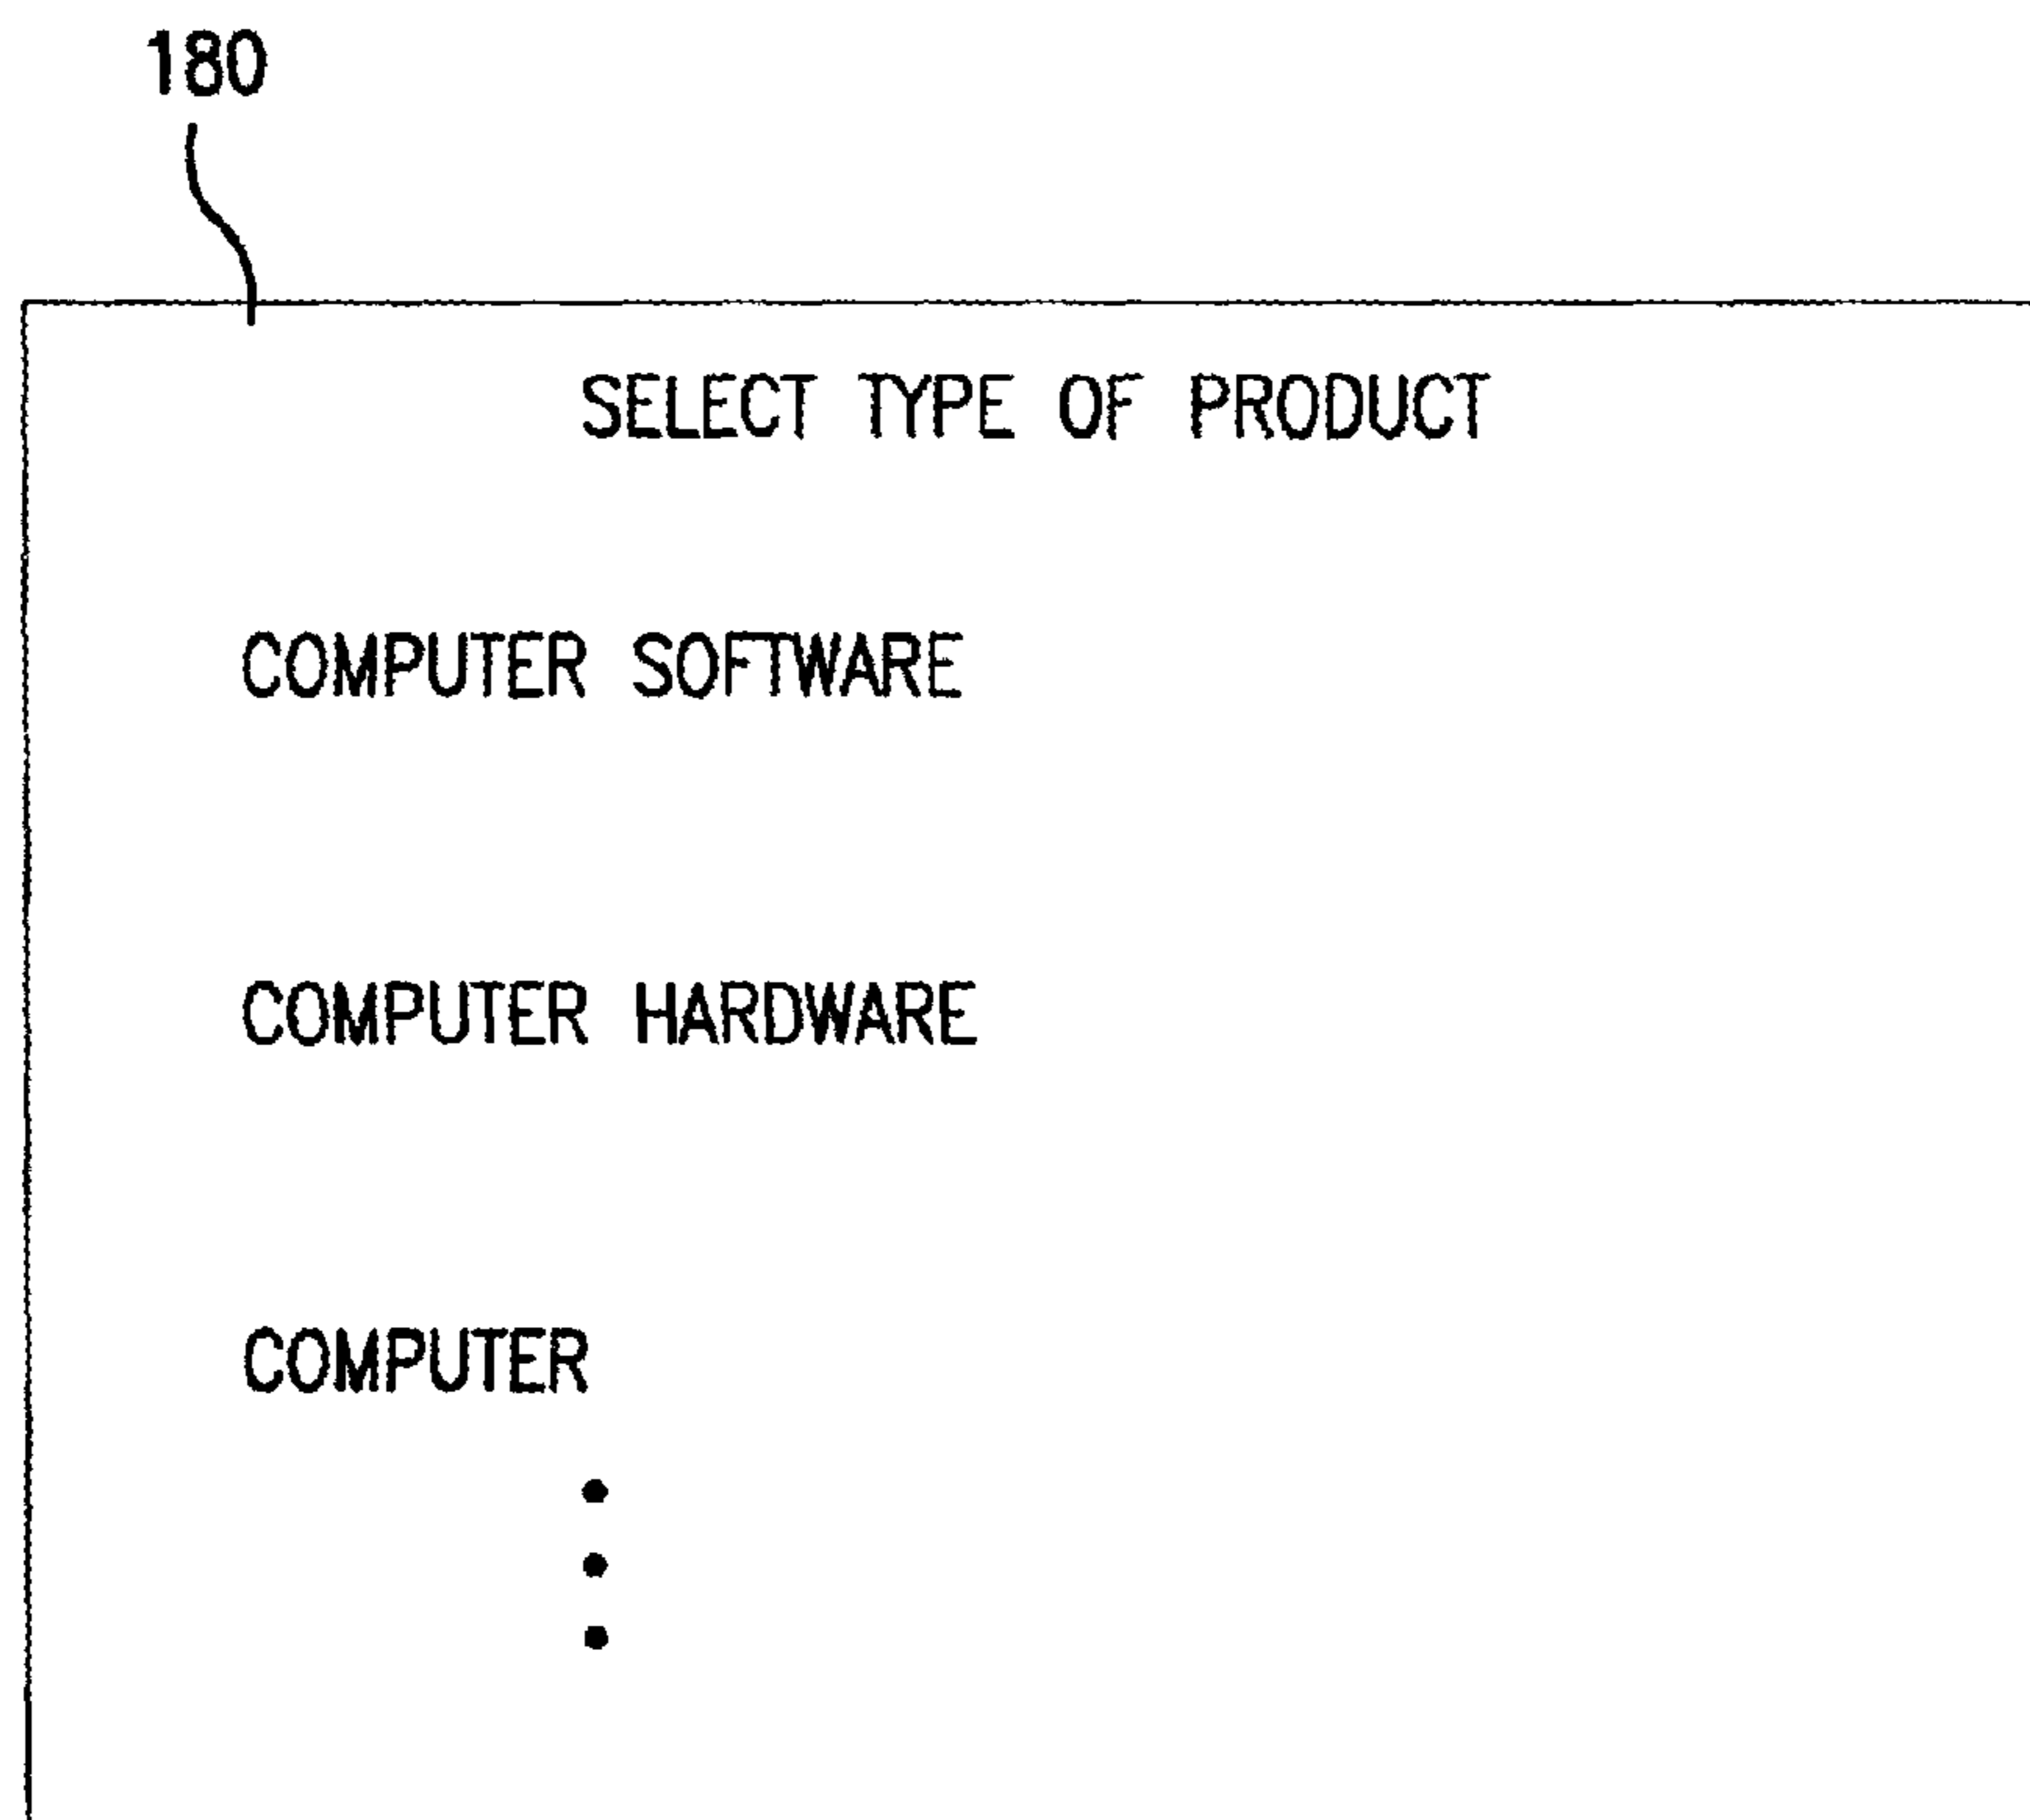 180
SELECT TYPE OF PRODUCT
COMPUTER SOFTWARE
COMPUTER HARDWARE
COMPUTER